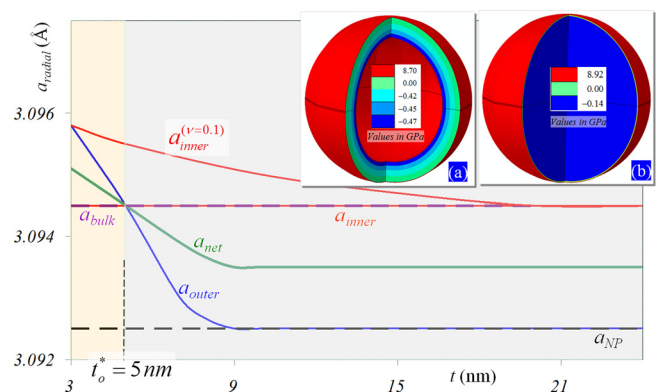 a_radial (Å)
3.096
3.094
3.092
a_inner^(ν=0.1)
a_bulk
a_inner
a_net
a_outer
a_NP
t_o^* = 5 nm
t (nm)
3
9
15
21
8.70
0.00
−0.42
−0.45
−0.47
Values in GPa
(a)
8.92
0.00
−0.14
Values in GPa
(b)